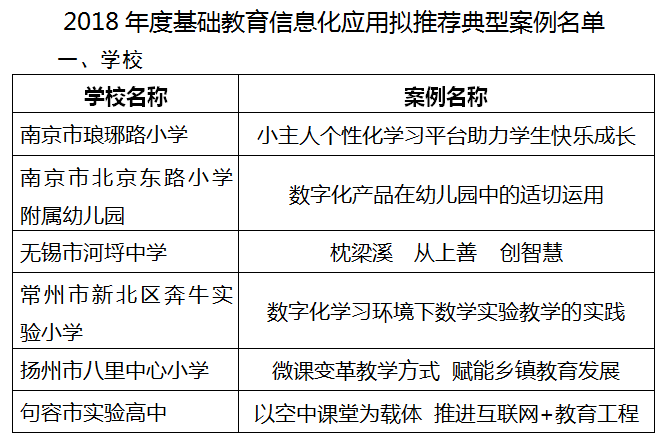 2018 年度基础教育信息化应用拟推荐典型案例名单
一、学校
学校名称 案例名称
南京市琅琊路小学 小主人个性化学习平台助力学生快乐成长
南京市北京东路小学
附属幼儿园
数字化产品在幼儿园中的适切运用
无锡市河埒中学 枕梁溪 从上善 创智慧
常州市新北区奔牛实
验小学
数字化学习环境下数学实验教学的实践
扬州市八里中心小学 微课变革教学方式 赋能乡镇教育发展
句容市实验高中 以空中课堂为载体 推进互联网+教育工程